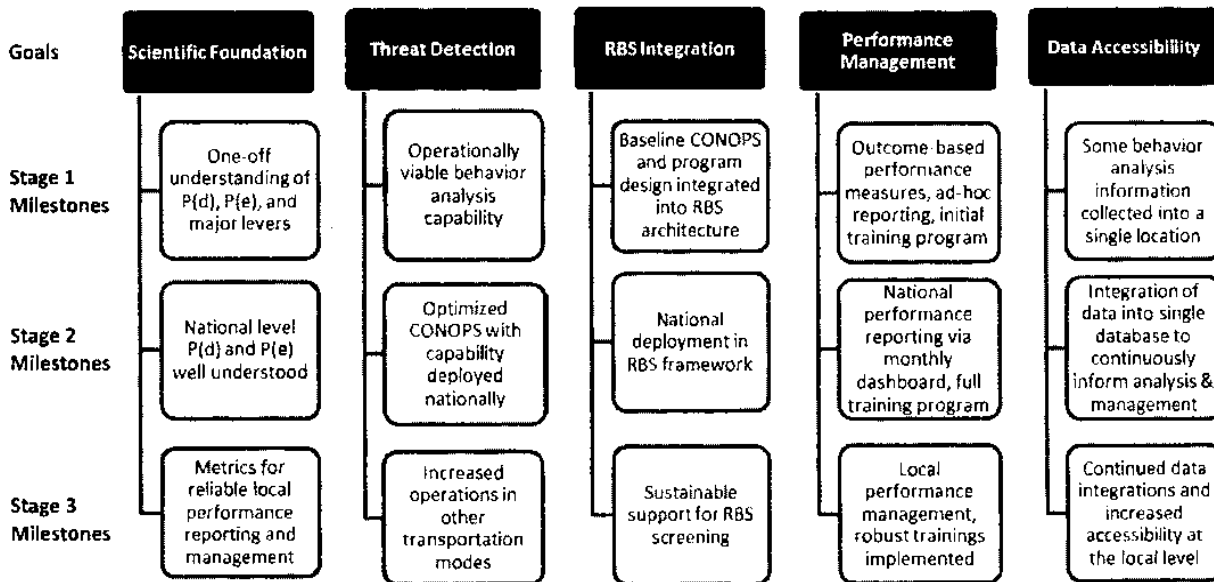 Goals
Scientific Foundation
Threat Detection
RBS Integration
Performance
Management
Data Accessibility
Stage 1
Milestones
One-off
understanding of
P(d), P(e), and
major levers
Operationally
viable behavior
analysis
capability
Baseline CONOPS
and program
design integrated
into RBS
architecture
Outcome-based
performance
measures, ad-hoc
reporting, initial
training program
Some behavior
analysis
information
collected into a
single location
Stage 2
Milestones
National level
P(d) and P(e)
well understood
Optimized
CONOPS with
capability
deployed
nationally
National
deployment in
RBS framework
National
performance
reporting via
monthly
dashboard, full
training program
Integration of
data into single
database to
continuously
inform analysis &
management
Stage 3
Milestones
Metrics for
reliable local
performance
reporting and
management
Increased
operations in
other
transportation
modes
Sustainable
support for RBS
screening
Local
performance
management,
robust trainings
implemented
Continued data
integrations and
increased
accessibility at
the local level